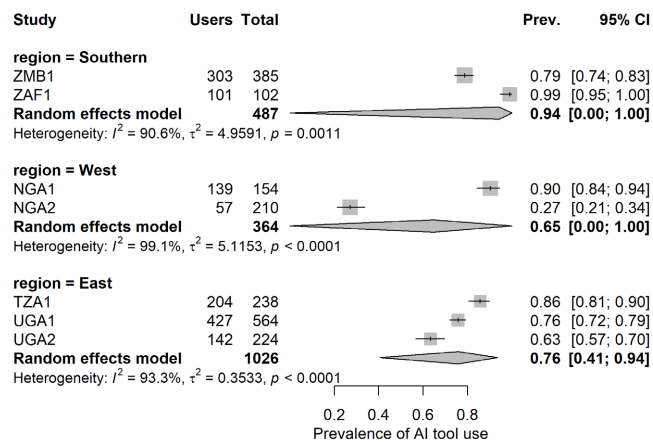 Study Users Total Prev. 95% CI
region = Southern
ZMB1 303 385 0.79 [0.74; 0.83]
ZAF1 101 102 0.99 [0.95; 1.00]
Random effects model 487 0.94 [0.00; 1.00]
Heterogeneity: I² = 90.6%, τ² = 4.9591, p = 0.0011
region = West
NGA1 139 154 0.90 [0.84; 0.94]
NGA2 57 210 0.27 [0.21; 0.34]
Random effects model 364 0.65 [0.00; 1.00]
Heterogeneity: I² = 99.1%, τ² = 5.1153, p < 0.0001
region = East
TZA1 204 238 0.86 [0.81; 0.90]
UGA1 427 564 0.76 [0.72; 0.79]
UGA2 142 224 0.63 [0.57; 0.70]
Random effects model 1026 0.76 [0.41; 0.94]
Heterogeneity: I² = 93.3%, τ² = 0.3533, p < 0.0001
0.2 0.4 0.6 0.8
Prevalence of AI tool use